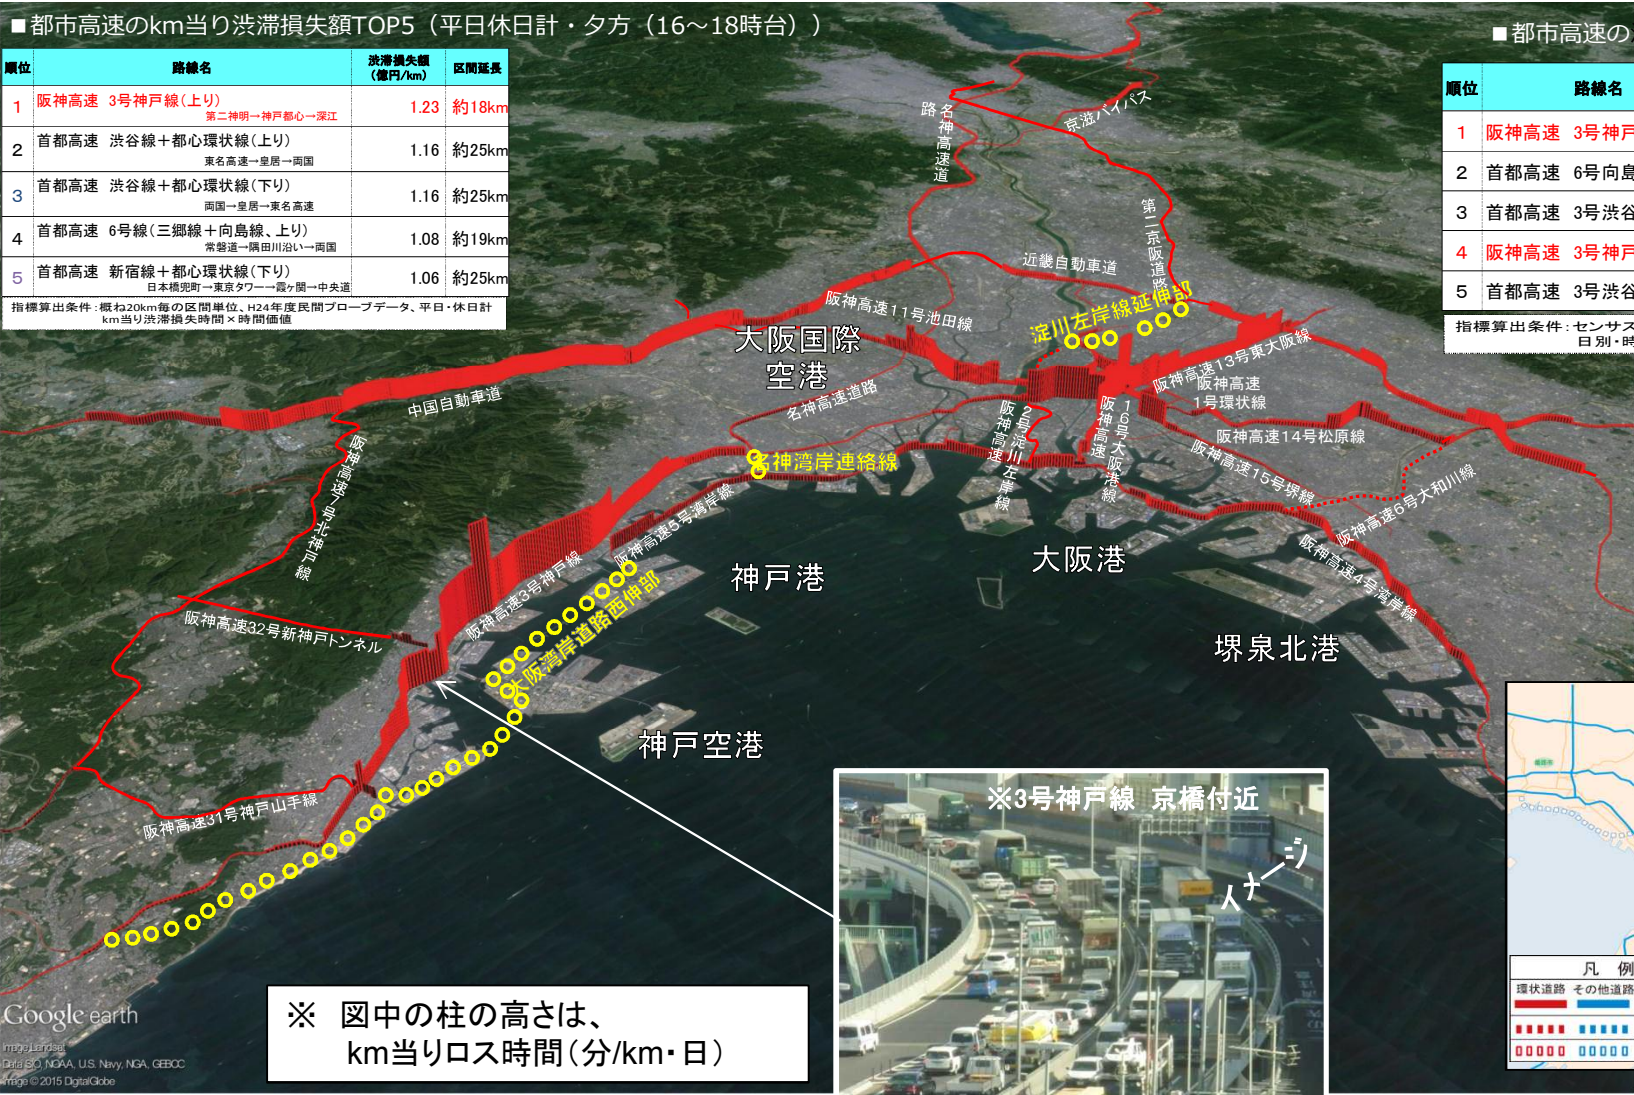 ■都市高速のkm当り渋滞損失額TOP5（平日休日計・夕方（16～18時台））
順位 路線名 渋滞損失額（億円/km） 区間延長
1 阪神高速 3号神戸線（上り） 1.23 約18km
第二神明→神戸都心→深江
2 首都高速 渋谷線＋都心環状線（上り） 1.16 約25km
東名高速→皇居→両国
3 首都高速 渋谷線＋都心環状線（下り） 1.16 約25km
両国→皇居→東名高速
4 首都高速 6号線（三郷線＋向島線、上り） 1.08 約19km
常磐道→隅田川沿い→両国
5 首都高速 新宿線＋都心環状線（下り） 1.06 約25km
日本橋兜町→東京タワー→霞ヶ関→中央道
指標算出条件：概ね20km毎の区間単位、H24年度民間プローブデータ、平日・休日計
km当り渋滞損失時間×時間価値
■都市高速の
順位 路線名
1 阪神高速 3号神戸
2 首都高速 6号向島
3 首都高速 3号渋谷
4 阪神高速 3号神戸
5 首都高速 3号渋谷
指標算出条件：センサス
日別・時
名神高速道路
京滋バイパス
第二京阪道路
近畿自動車道
阪神高速11号池田線
淀川左岸線延伸部
大阪国際
空港
阪神高速13号東大阪線
阪神高速
1号環状線
中国自動車道
名神高速道路
阪神高速
2号淀川左岸線
阪神高速
16号大阪港線
阪神高速14号松原線
阪神高速15号堺線
阪神高速6号大和川線
阪神高速7号北神戸線
名神湾岸連絡線
阪神高速5号湾岸線
阪神高速3号神戸線
阪神高速4号湾岸線
大阪湾岸道路西伸部
神戸港
大阪港
堺泉北港
阪神高速32号新神戸トンネル
神戸空港
阪神高速31号神戸山手線
※3号神戸線 京橋付近
イメージ
※ 図中の柱の高さは、
km当りロス時間（分/km・日）
凡 例
環状道路 その他道路
Google earth
Image Landsat
Data SIO, NOAA, U.S. Navy, NGA, GEBCO
Image © 2015 DigitalGlobe